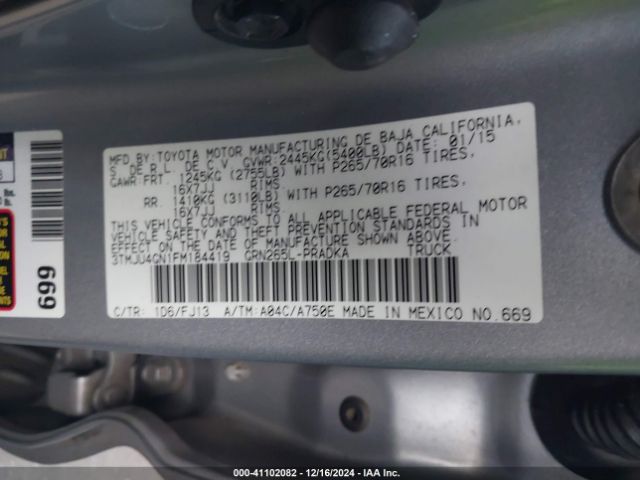 MFD. BY: TOYOTA MOTOR MANUFACTURING DE BAJA CALIFORNIA,
S DE R.L. DE C.V. GVWR: 2445KG(5400LB) DATE: 01/15
GAWR: FRT. 1245KG (2755LB) WITH P265/70R16 TIRES,
16X7JJ RIMS
RR. 1410KG (3110LB) WITH P265/70R16 TIRES,
16X7JJ RIMS
THIS VEHICLE CONFORMS TO ALL APPLICABLE FEDERAL MOTOR
VEHICLE SAFETY AND THEFT PREVENTION STANDARDS IN
EFFECT ON THE DATE OF MANUFACTURE SHOWN ABOVE.
3TMJU4GN1FM184419 GRN265L-PRADKA TRUCK
C/TR: 1D6/FJ13 A/TM: A04C/A750E MADE IN MEXICO NO. 669
699
000-41102082 - 12/16/2024 - IAA Inc.